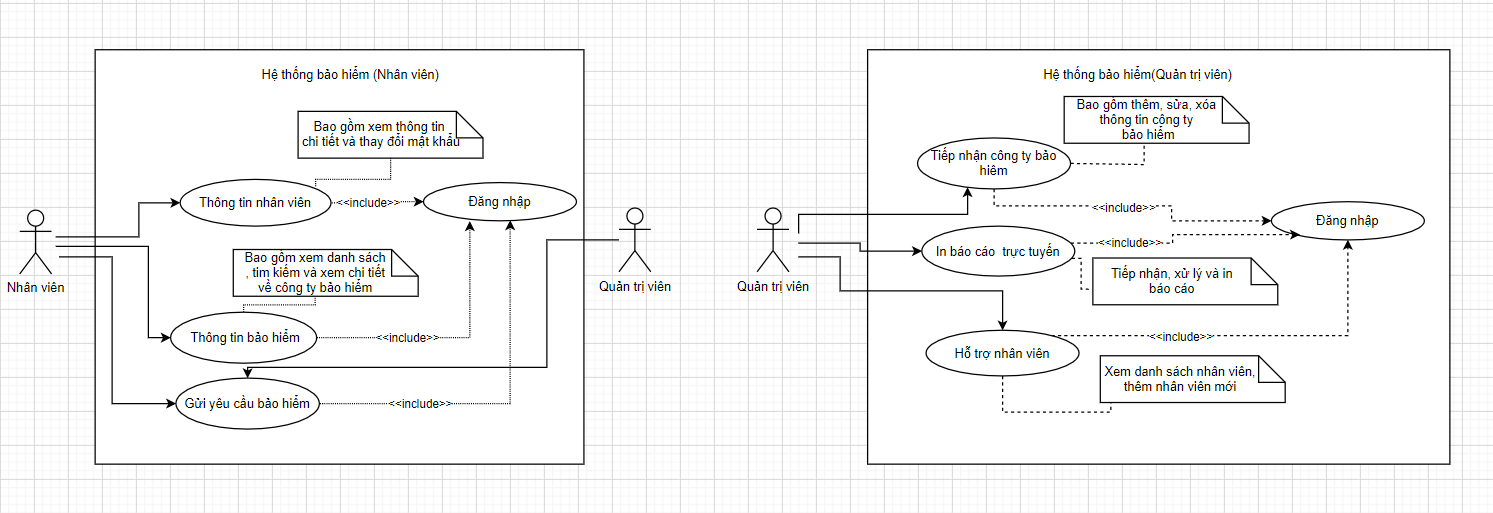 Hệ thống bảo hiểm (Nhân viên)
Bao gồm xem thông tin
chi tiết và thay đổi mật khẩu
Thông tin nhân viên
<<include>>
Đăng nhập
Nhân viên
Bao gồm xem danh sách
, tim kiếm và xem chi tiết
về công ty bảo hiểm
Thông tin bảo hiểm
<<include>>
Gửi yêu cầu bảo hiểm
<<include>>
Quản trị viên
Hệ thống bảo hiểm(Quản trị viên)
Bao gồm thêm, sửa, xóa
thông tin công ty
bảo hiểm
Tiếp nhận công ty bảo
hiêm
<<include>>
Đăng nhập
Quản trị viên
In báo cáo trực tuyến
<<include>>
Tiếp nhận, xử lý và in
báo cáo
Hỗ trợ nhân viên
<<include>>
Xem danh sách nhân viên,
thêm nhân viên mới